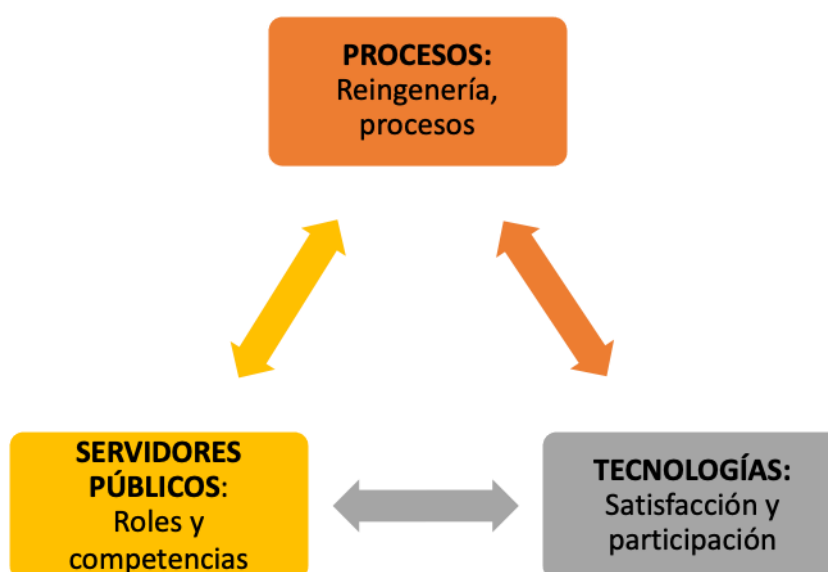 PROCESOS:
Reingenería,
procesos
SERVIDORES
PÚBLICOS:
Roles y
competencias
TECNOLOGÍAS:
Satisfacción y
participación